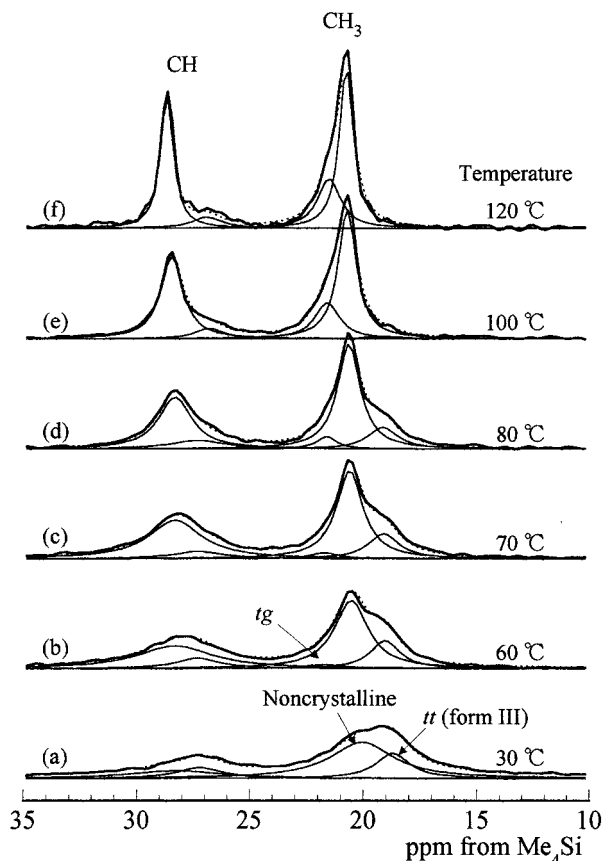 CH
CH₃
Temperature
(f)
120 ℃
(e)
100 ℃
(d)
80 ℃
(c)
70 ℃
tg
(b)
60 ℃
Noncrystalline
tt (form III)
(a)
30 ℃
35 30 25 20 15 10
ppm from Me₄Si